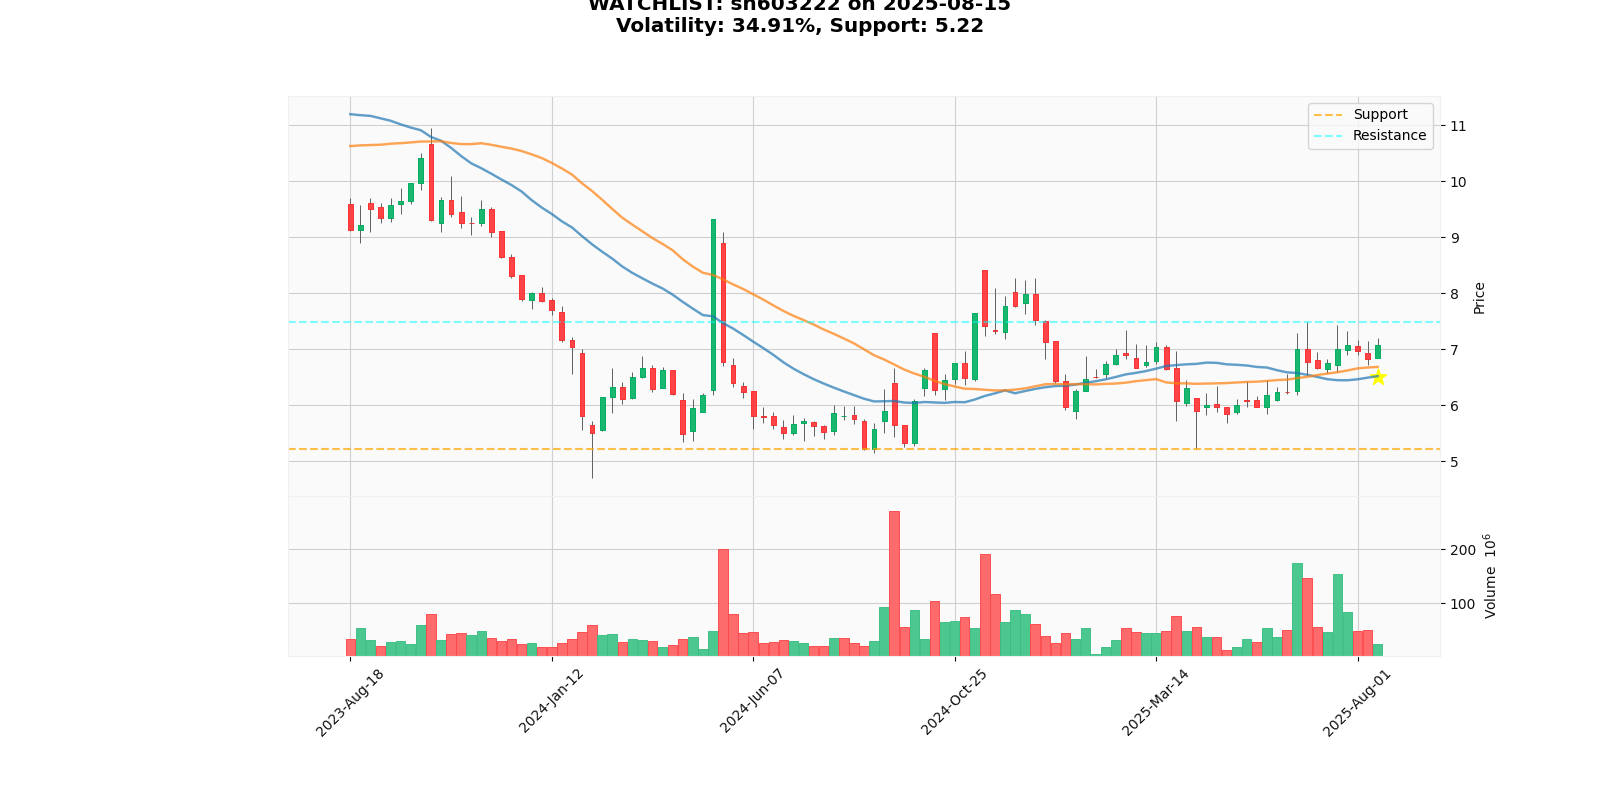 WATCHLIST: sh603222 on 2025-08-15
Volatility: 34.91%, Support: 5.22
Support
Resistance
11
10
9
8
7
6
5
Price
200
100
Volume 10^6
2023-Aug-18
2024-Jan-12
2024-Jun-07
2024-Oct-25
2025-Mar-14
2025-Aug-01